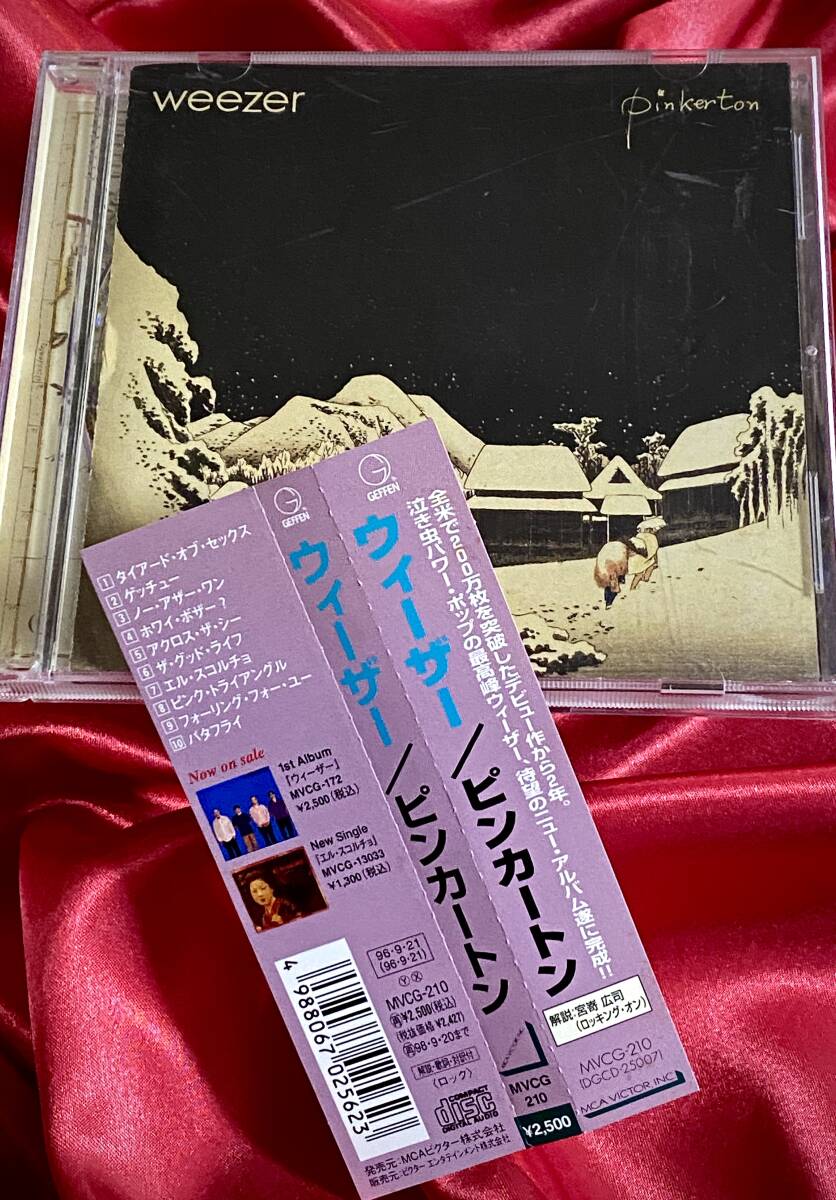 weezer
pinkerton
1 タイアード・オブ・セックス
2 ゲッチュー
3 ノー・アザー・ワン
4 ホワイ・ボザー?
5 アクロス・ザ・シー
6 ザ・グッド・ライフ
7 エル・スコルチョ
8 ピンク・トライアングル
9 フォーリング・フォー・ユー
10 バタフライ
Now on sale
1st Album
「ウィーザー」
MVCG-172
¥2,500(税込)
New Single
「エル・スコルチョ」
MVCG-13033
¥1,300(税込)
4 988067 025623
96・9・21
(96・9・21)
Ⓨ Ⓧ
MVCG-210
再¥2,500(税込)
(税抜価格 ¥2,427)
再98・9・20まで
解説・歌詞・対訳付
(ロック)
COMPACT
disc
DIGITAL AUDIO
発売元:MCAビクター株式会社
販売元:ビクター エンタテインメント株式会社
GEFFEN
ウィーザー/ピンカートン
MVCG
210
¥2,500
GEFFEN
ウィーザー/ピンカートン
全米で200万枚を突破したデビュー作から2年。
泣き虫パワー・ポップの最高峰ウィーザー、待望のニュー・アルバム遂に完成!!
解説:宮嵜 広司
(ロッキング・オン)
MVCG-210
(DGCD-25007)
MCA VICTOR, INC.